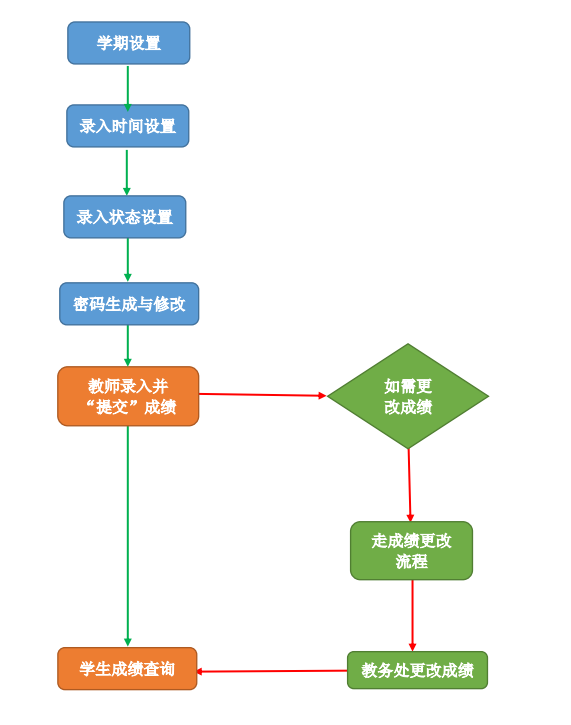 学期设置
录入时间设置
录入状态设置
密码生成与修改
教师录入并
“提交”成绩
如需更
改成绩
走成绩更改
流程
教务处更改成绩
学生成绩查询